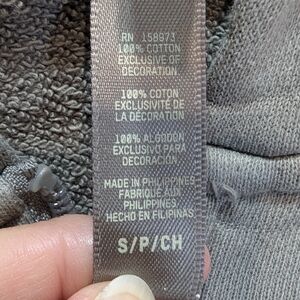 RN 158973
100% COTTON
EXCLUSIVE OF
DECORATION
100% COTON
EXCLUSIVITÉ DE
LA DÉCORATION
100% ALGODON
EXCLUSIVO PARA
DECORACIÓN
MADE IN PHILIPPINES
FABRIQUÉ AUX
PHILIPPINES
HECHO EN FILIPINAS
S/P/CH